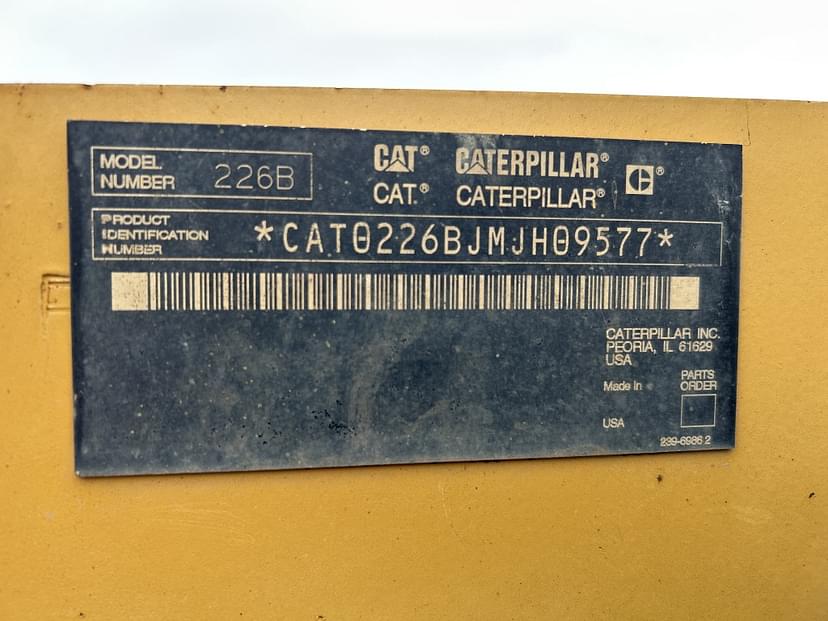 MODEL NUMBER 226B
CAT® CATERPILLAR®
CAT® CATERPILLAR® C®
PRODUCT IDENTIFICATION NUMBER *CAT0226BJMJH09577*
CATERPILLAR INC.
PEORIA, IL 61629
USA
Made In
PARTS ORDER
USA
239-6986 2